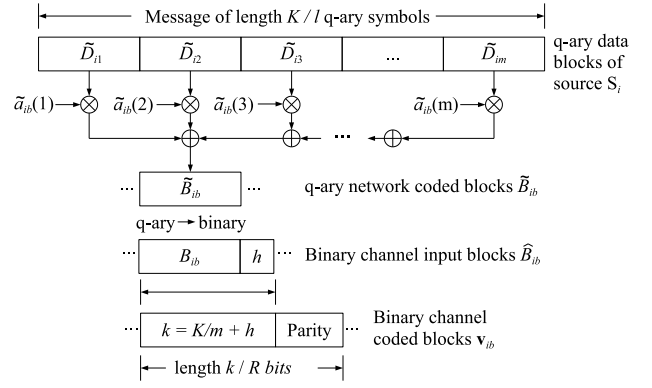 Message of length K / l q-ary symbols
D̃i1 D̃i2 D̃i3 ... D̃im
q-ary data
blocks of
source Si
ãib(1) ãib(2) ãib(3) ãib(m)
...
... B̃ib ... q-ary network coded blocks B̃ib
q-ary → binary
... Bib h ... Binary channel input blocks B̂ib
... k = K/m + h Parity ... Binary channel
coded blocks vib
length k / R bits